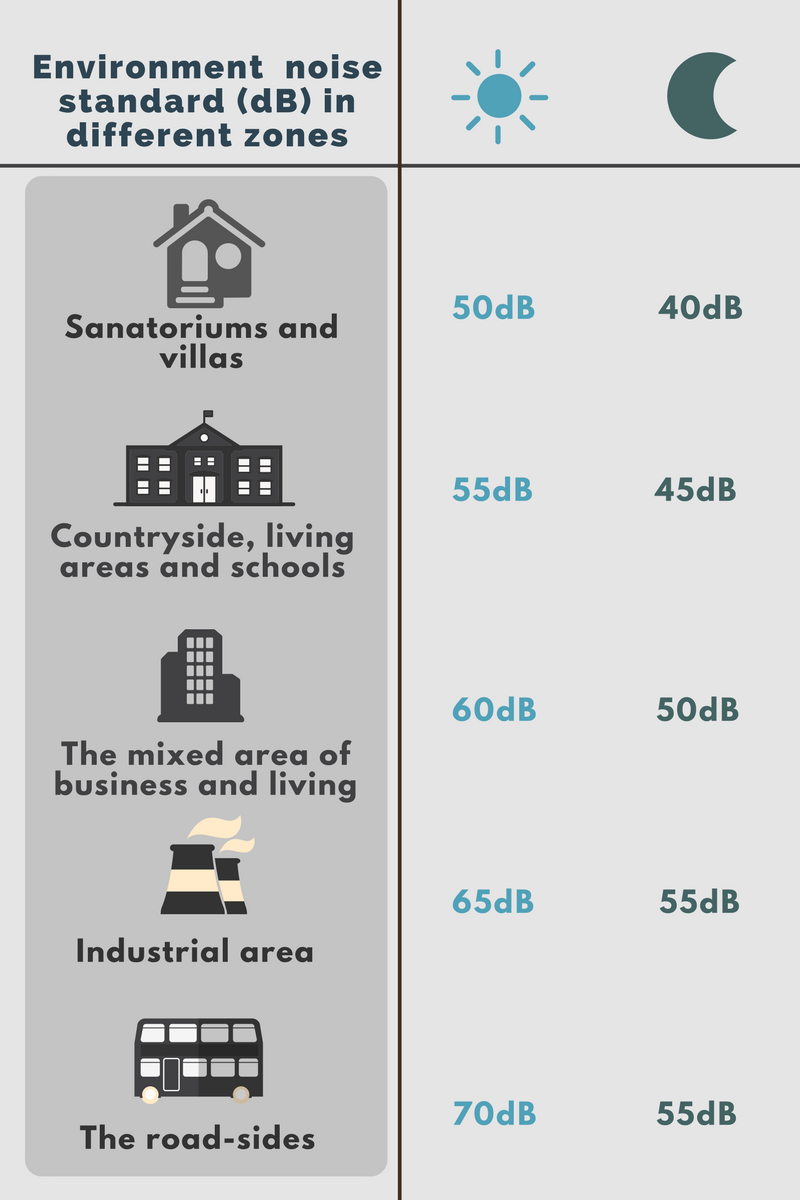 Environment noise
standard (dB) in
different zones
Sanatoriums and
villas
50dB
40dB
Countryside, living
areas and schools
55dB
45dB
The mixed area of
business and living
60dB
50dB
Industrial area
65dB
55dB
The road-sides
70dB
55dB